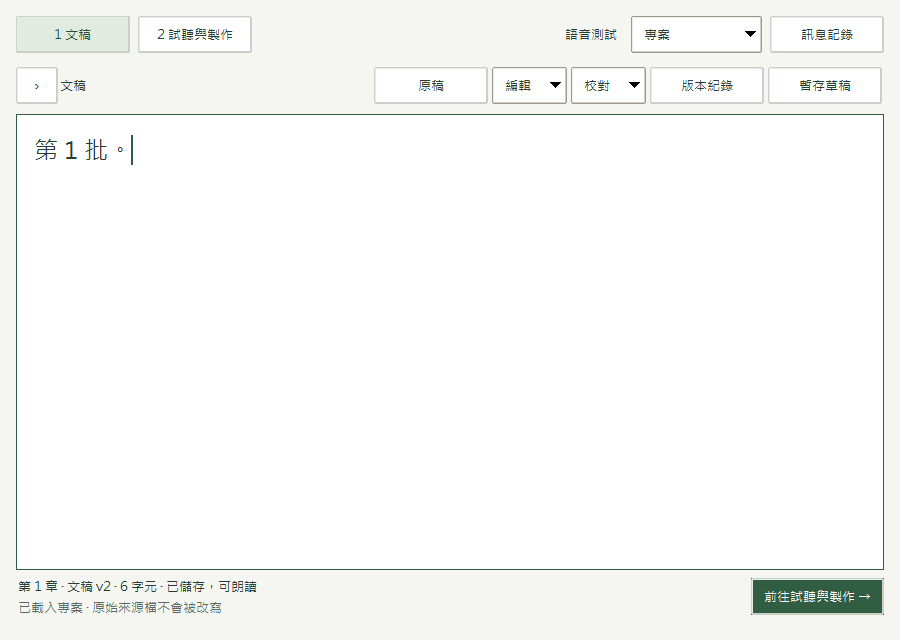 1 文稿 2 試聽與製作 語音測試 專案 訊息記錄
› 文稿 原稿 編輯 校對 版本紀錄 暫存草稿
第 1 批。
第 1 章 · 文稿 v2 · 6 字元 · 已儲存，可朗讀
已載入專案 · 原始來源檔不會被改寫
前往試聽與製作 →